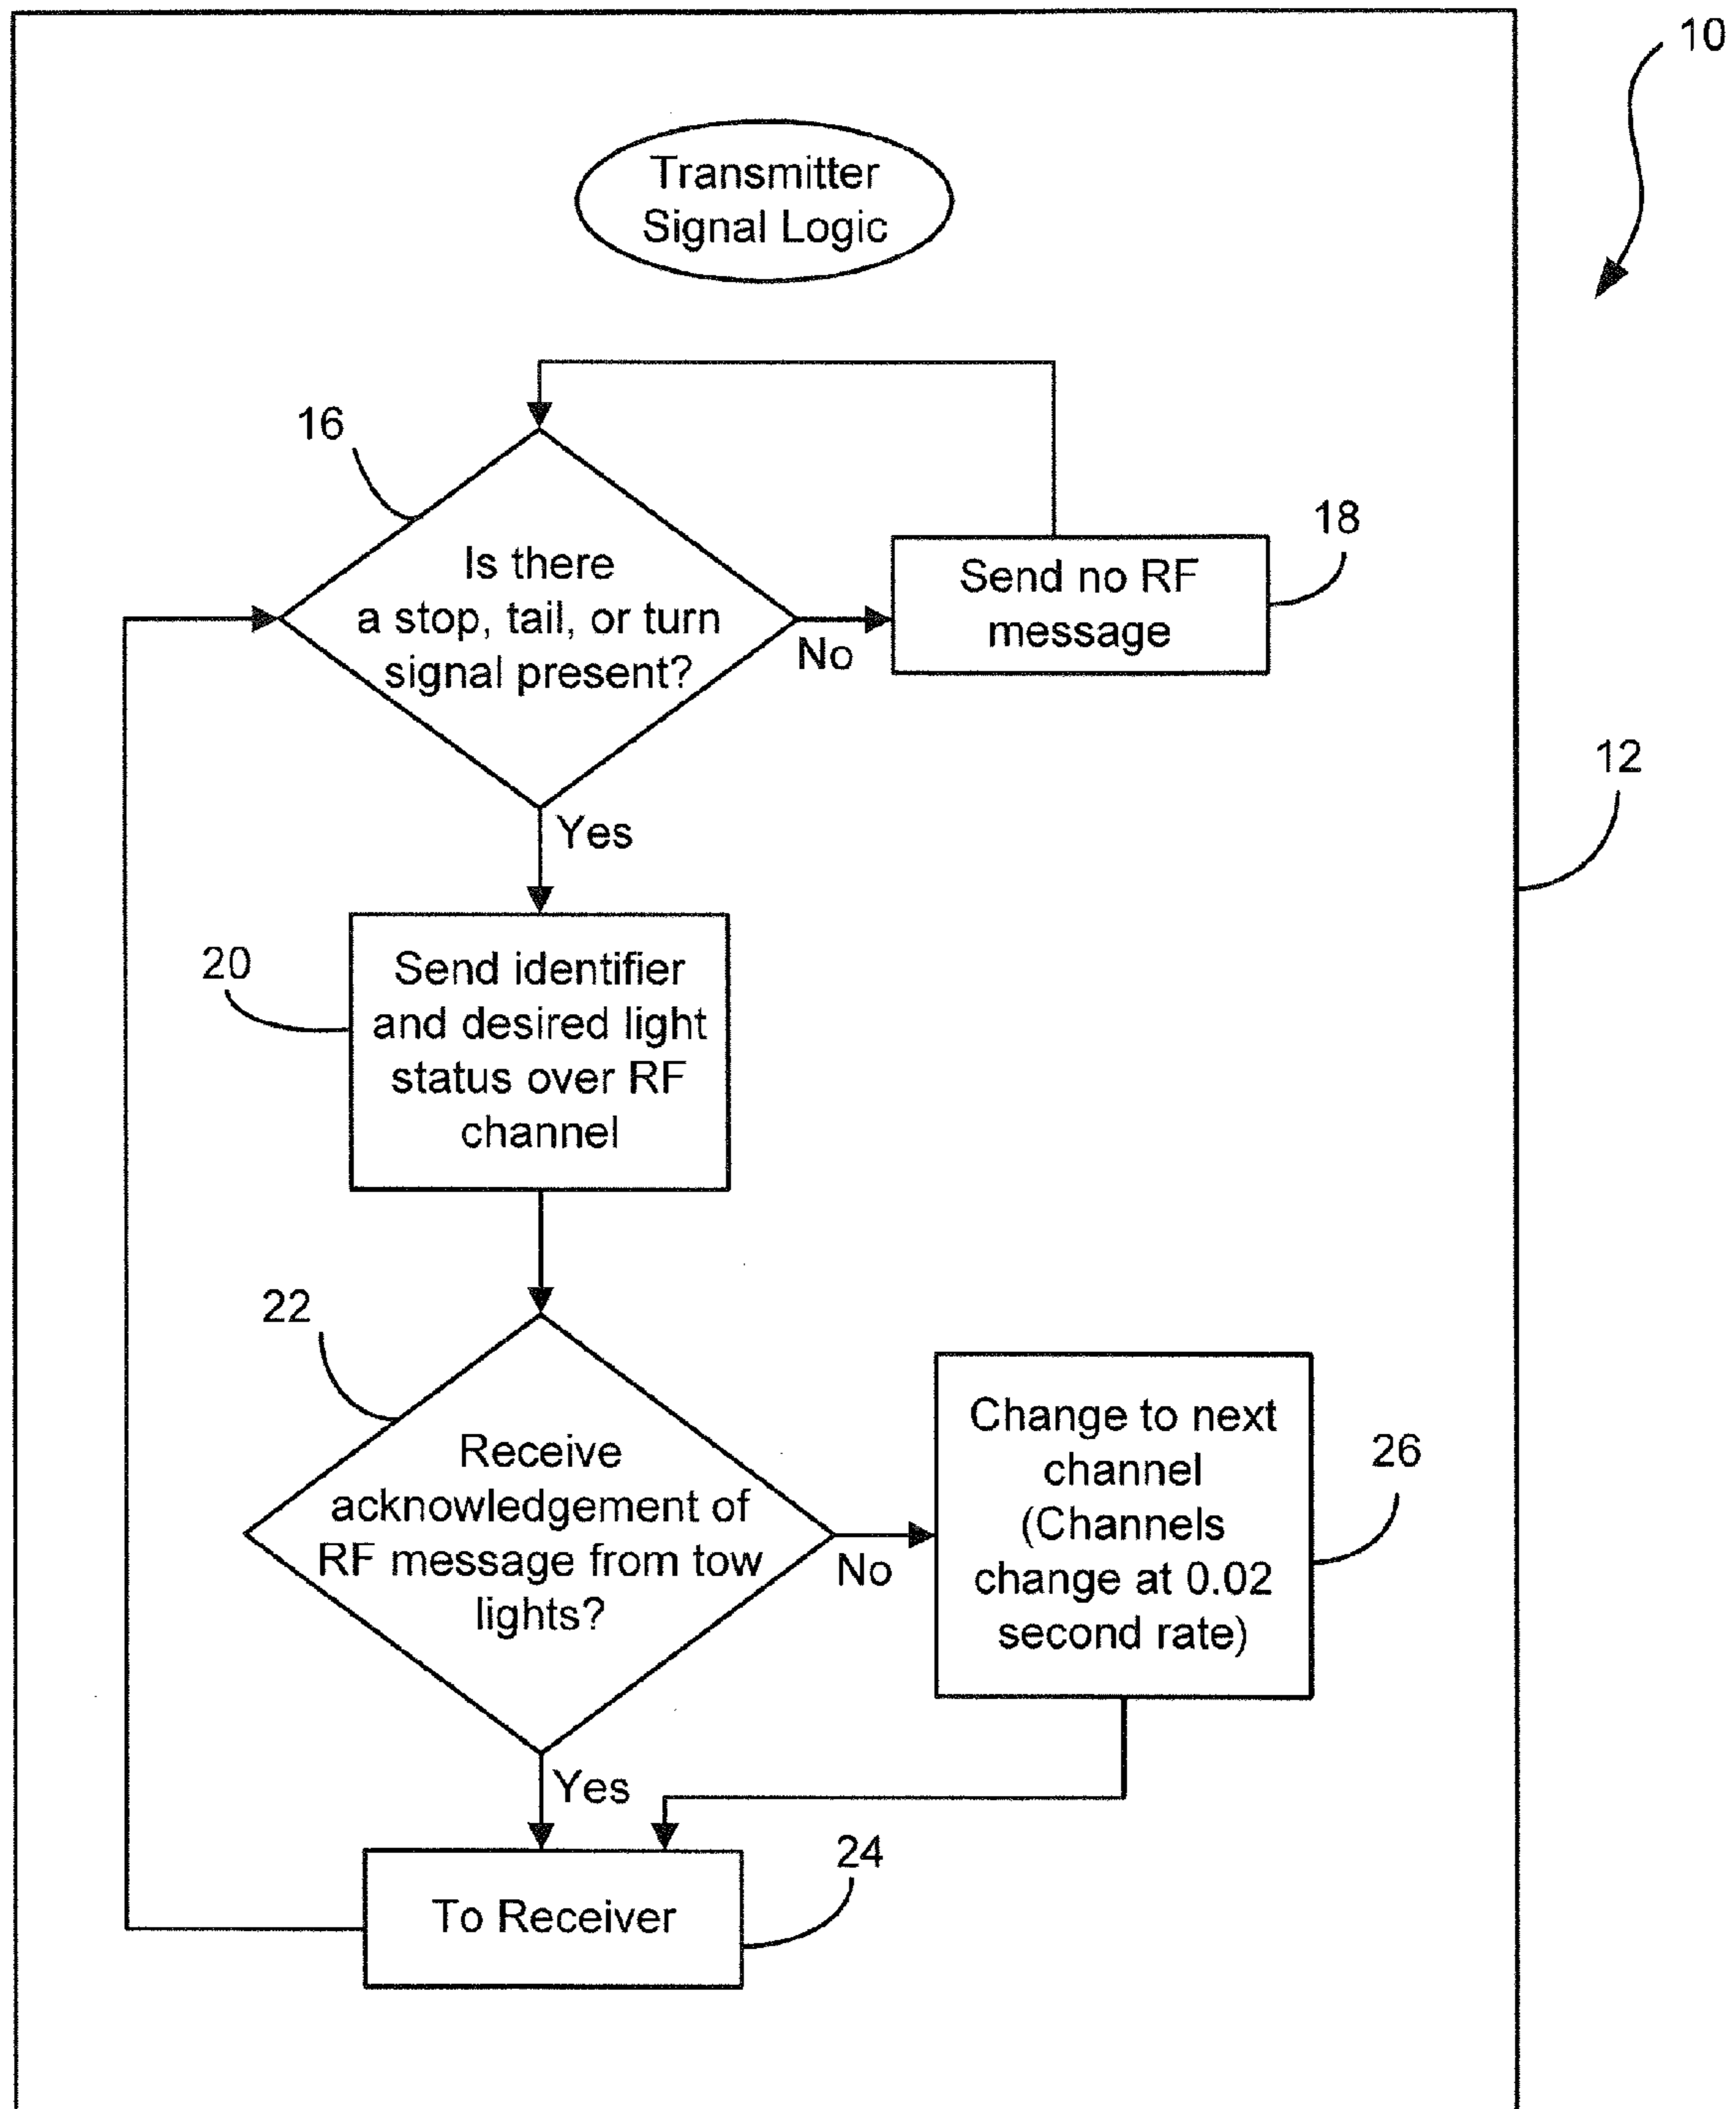 10
Transmitter
Signal Logic
16
Is there
a stop, tail, or turn
signal present?
No
18
Send no RF
message
12
Yes
20
Send identifier
and desired light
status over RF
channel
22
Receive
acknowledgement of
RF message from tow
lights?
No
Change to next
channel
(Channels
change at 0.02
second rate)
26
Yes
To Receiver
24